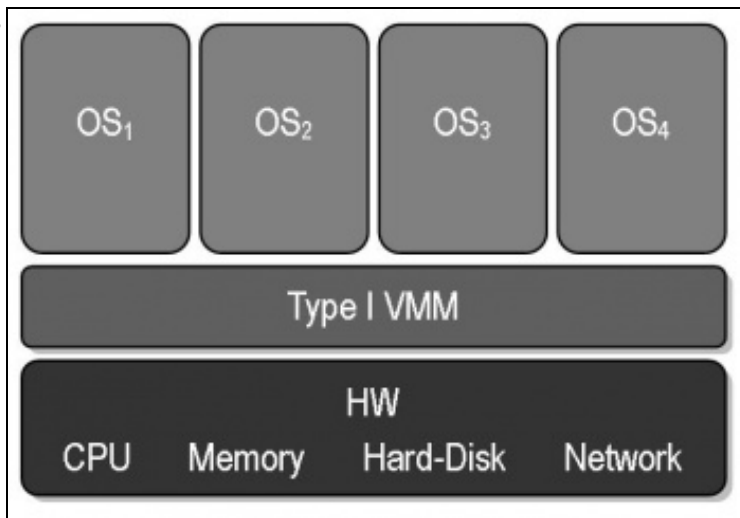 OS₁ OS₂ OS₃ OS₄
Type I VMM
HW
CPU Memory Hard-Disk Network